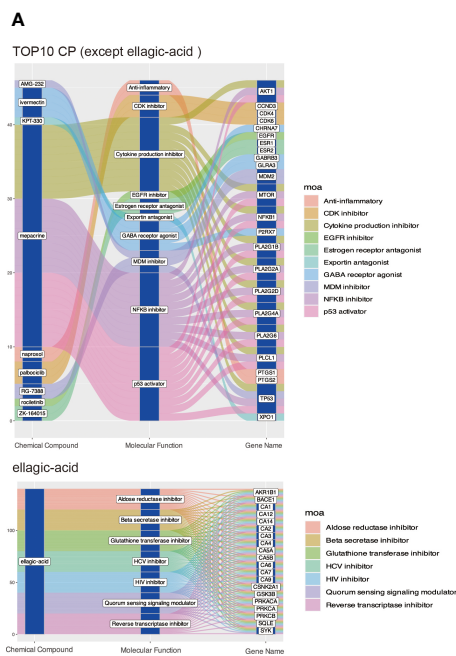 A
TOP10 CP (except ellagic-acid )
AMG-232
ivermectin
KPT-330
mepacrine
naprosol
palbociclib
RG-7388
rociletinib
ZK-164015
Anti-inflammatory
CDK inhibitor
Cytokine production inhibitor
EGFR inhibitor
Estrogen receptor antagonist
Exportin antagonist
GABA receptor agonist
MDM inhibitor
NFKB inhibitor
p53 activator
AKT1
CCND3
CDK4
CDK6
CHRNA7
EGFR
ESR1
ESR2
GABRB3
GLRA3
MDM2
MTOR
NFKB1
P2RX7
PLA2G1B
PLA2G2A
PLA2G2D
PLA2G4A
PLA2G6
PLCL1
PTGS1
PTGS2
TP53
XPO1
40
30
20
10
0
Chemical Compound
Molecular Function
Gene Name
moa
Anti-inflammatory
CDK inhibitor
Cytokine production inhibitor
EGFR inhibitor
Estrogen receptor antagonist
Exportin antagonist
GABA receptor agonist
MDM inhibitor
NFKB inhibitor
p53 activator
ellagic-acid
100
50
0
ellagic-acid
Aldose reductase inhibitor
Beta secretase inhibitor
Glutathione transferase inhibitor
HCV inhibitor
HIV inhibitor
Quorum sensing signaling modulator
Reverse transcriptase inhibitor
AKR1B1
BACE1
CA1
CA12
CA14
CA2
CA3
CA4
CA5A
CA5B
CA6
CA7
CA9
CSNK2A1
GSK3B
PRKACA
PRKCA
PRKCB
SQLE
SYK
Chemical Compound
Molecular Function
Gene Name
moa
Aldose reductase inhibitor
Beta secretase inhibitor
Glutathione transferase inhibitor
HCV inhibitor
HIV inhibitor
Quorum sensing signaling modulator
Reverse transcriptase inhibitor